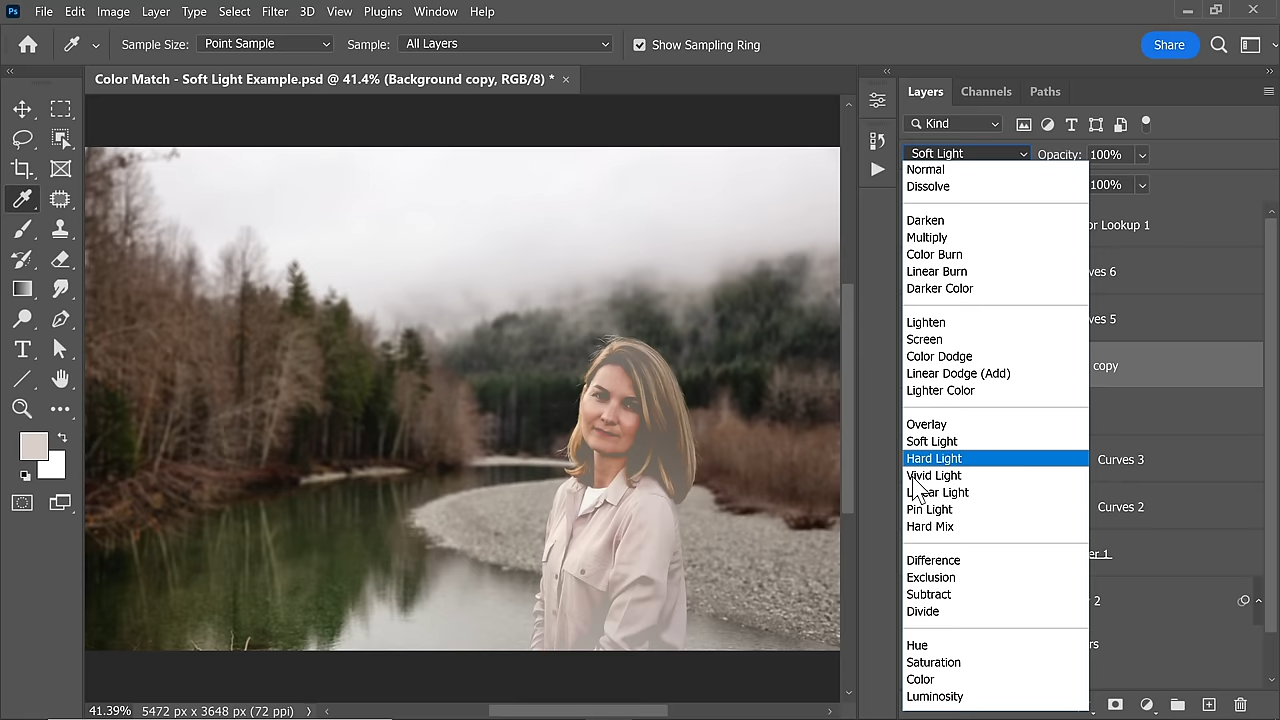 Ps File Edit Image Layer Type Select Filter 3D View Plugins Window Help
Sample Size: Point Sample Sample: All Layers Show Sampling Ring Share
Color Match - Soft Light Example.psd @ 41.4% (Background copy, RGB/8) * ×
Layers Channels Paths
Kind
Soft Light Opacity: 100%
Normal
100%
Dissolve
Darken
or Lookup 1
Multiply
Color Burn
Linear Burn
ves 6
Darker Color
Lighten
ves 5
Screen
Color Dodge
copy
Linear Dodge (Add)
Lighter Color
Overlay
Soft Light
Hard Light
Curves 3
Vivid Light
Light
Pin Light
Curves 2
Hard Mix
er 1
Difference
Exclusion
Subtract
2
Divide
Hue
rs
Saturation
Color
Luminosity
41.39% 5472 px x 3648 px (72 ppi)